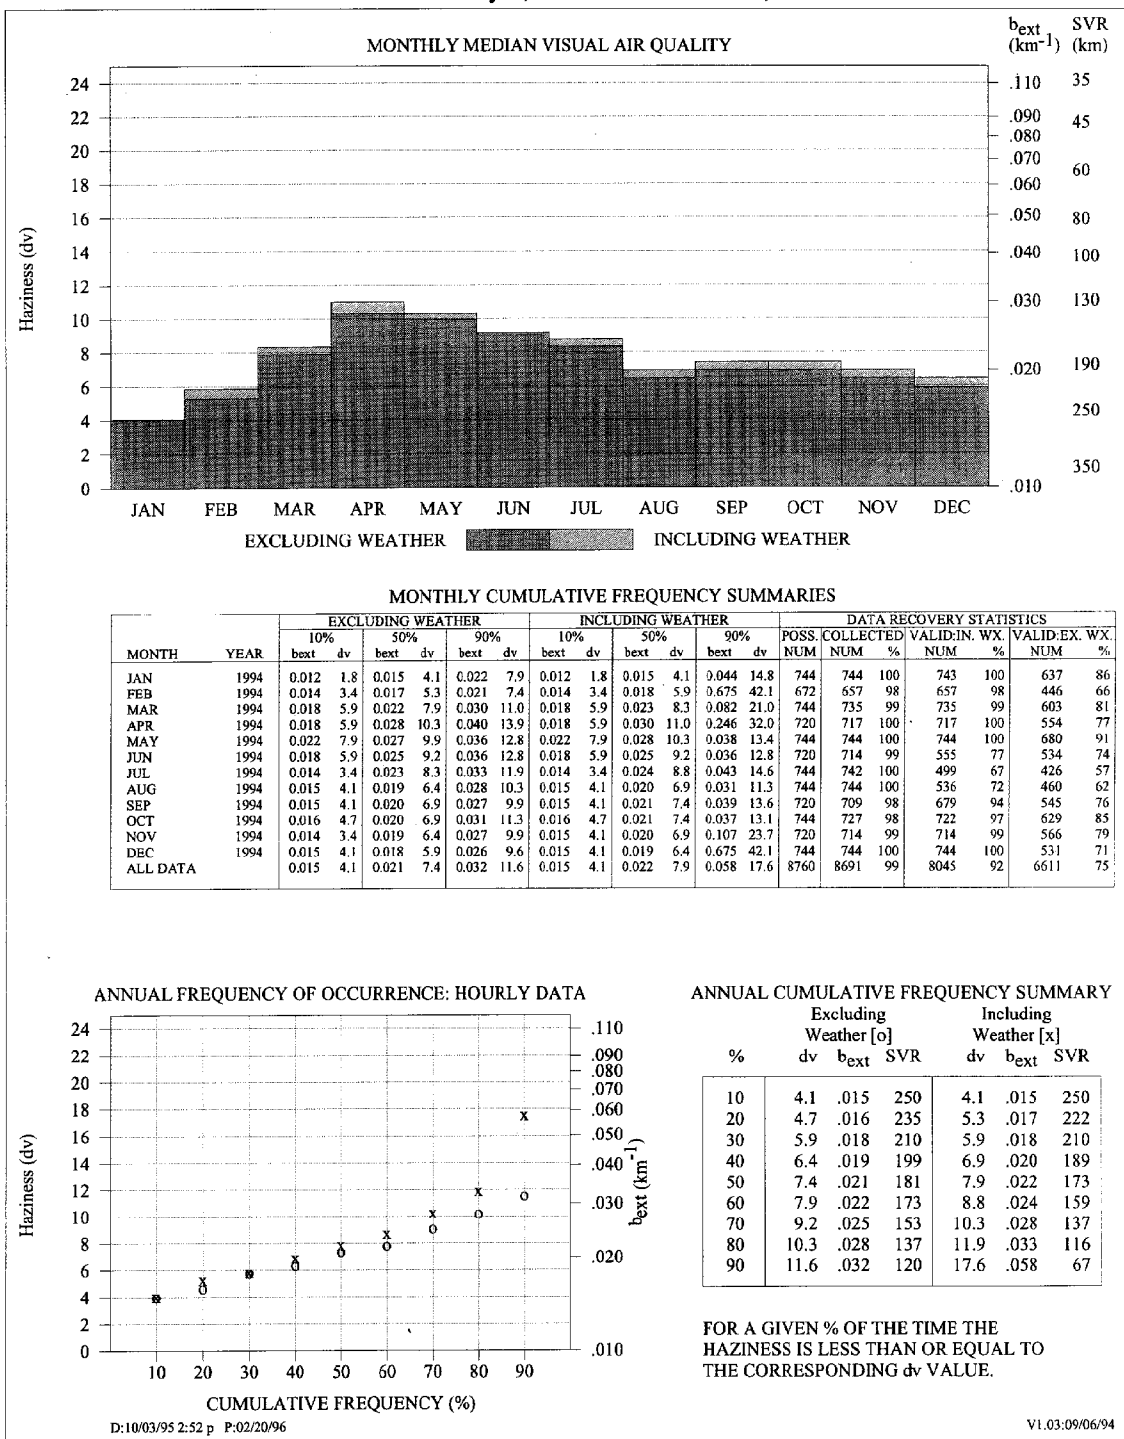 MONTHLY MEDIAN VISUAL AIR QUALITY
bext SVR
(km-1) (km)
Haziness (dv)
24 .110 35
22 .090 45
.080
20 .070
18 .060 60
16 .050 80
14 .040 100
12
10 .030 130
8
6 .020 190
4 250
2 350
0 .010
JAN FEB MAR APR MAY JUN JUL AUG SEP OCT NOV DEC
EXCLUDING WEATHER INCLUDING WEATHER
MONTHLY CUMULATIVE FREQUENCY SUMMARIES
EXCLUDING WEATHER INCLUDING WEATHER DATA RECOVERY STATISTICS
10% 50% 90% 10% 50% 90% POSS. COLLECTED VALID:IN. WX. VALID:EX. WX.
MONTH YEAR bext dv bext dv bext dv bext dv bext dv bext dv NUM NUM % NUM % NUM %
JAN 1994 0.012 1.8 0.015 4.1 0.022 7.9 0.012 1.8 0.015 4.1 0.044 14.8 744 744 100 743 100 637 86
FEB 1994 0.014 3.4 0.017 5.3 0.021 7.4 0.014 3.4 0.018 5.9 0.675 42.1 672 657 98 657 98 446 66
MAR 1994 0.018 5.9 0.022 7.9 0.030 11.0 0.018 5.9 0.023 8.3 0.082 21.0 744 735 99 735 99 603 81
APR 1994 0.018 5.9 0.028 10.3 0.040 13.9 0.018 5.9 0.030 11.0 0.246 32.0 720 717 100 717 100 554 77
MAY 1994 0.022 7.9 0.027 9.9 0.036 12.8 0.022 7.9 0.028 10.3 0.038 13.4 744 744 100 744 100 680 91
JUN 1994 0.018 5.9 0.025 9.2 0.036 12.8 0.018 5.9 0.025 9.2 0.036 12.8 720 714 99 555 77 534 74
JUL 1994 0.014 3.4 0.023 8.3 0.033 11.9 0.014 3.4 0.024 8.8 0.043 14.6 744 742 100 499 67 426 57
AUG 1994 0.015 4.1 0.019 6.4 0.028 10.3 0.015 4.1 0.020 6.9 0.031 11.3 744 744 100 536 72 460 62
SEP 1994 0.015 4.1 0.020 6.9 0.027 9.9 0.015 4.1 0.021 7.4 0.039 13.6 720 709 98 679 94 545 76
OCT 1994 0.016 4.7 0.020 6.9 0.031 11.3 0.016 4.7 0.021 7.4 0.037 13.1 744 727 98 722 97 629 85
NOV 1994 0.014 3.4 0.019 6.4 0.027 9.9 0.015 4.1 0.020 6.9 0.107 23.7 720 714 99 714 99 566 79
DEC 1994 0.015 4.1 0.018 5.9 0.026 9.6 0.015 4.1 0.019 6.4 0.675 42.1 744 744 100 744 100 531 71
ALL DATA 0.015 4.1 0.021 7.4 0.032 11.6 0.015 4.1 0.022 7.9 0.058 17.6 8760 8691 99 8045 92 6611 75
ANNUAL FREQUENCY OF OCCURRENCE: HOURLY DATA
Haziness (dv)
24 .110
22 .090
.080
20 .070
18 .060
16 .050
14 .040
12
10 .030
8
6 .020
4
2
0 .010
bext (km-1)
10 20 30 40 50 60 70 80 90
CUMULATIVE FREQUENCY (%)
ANNUAL CUMULATIVE FREQUENCY SUMMARY
Excluding Including
Weather [o] Weather [x]
% dv bext SVR dv bext SVR
10 4.1 .015 250 4.1 .015 250
20 4.7 .016 235 5.3 .017 222
30 5.9 .018 210 5.9 .018 210
40 6.4 .019 199 6.9 .020 189
50 7.4 .021 181 7.9 .022 173
60 7.9 .022 173 8.8 .024 159
70 9.2 .025 153 10.3 .028 137
80 10.3 .028 137 11.9 .033 116
90 11.6 .032 120 17.6 .058 67
FOR A GIVEN % OF THE TIME THE
HAZINESS IS LESS THAN OR EQUAL TO
THE CORRESPONDING dv VALUE.
D:10/03/95 2:52 p P:02/20/96
V1.03:09/06/94